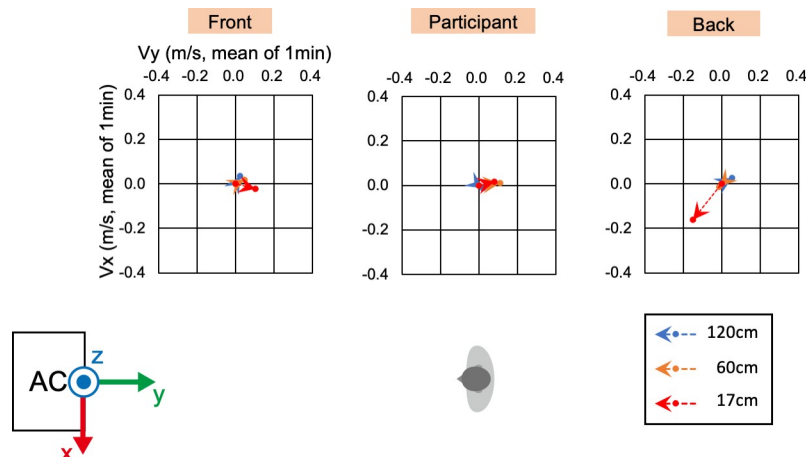 Front
Participant
Back
Vy (m/s, mean of 1min)
-0.4 -0.2 0.0 0.2 0.4
-0.4 -0.2 0.0 0.2 0.4
-0.4 -0.2 0.0 0.2 0.4
Vx (m/s, mean of 1min)
0.4
0.2
0.0
-0.2
-0.4
0.4
0.2
0.0
-0.2
-0.4
0.4
0.2
0.0
-0.2
-0.4
AC
z
y
x
120cm
60cm
17cm